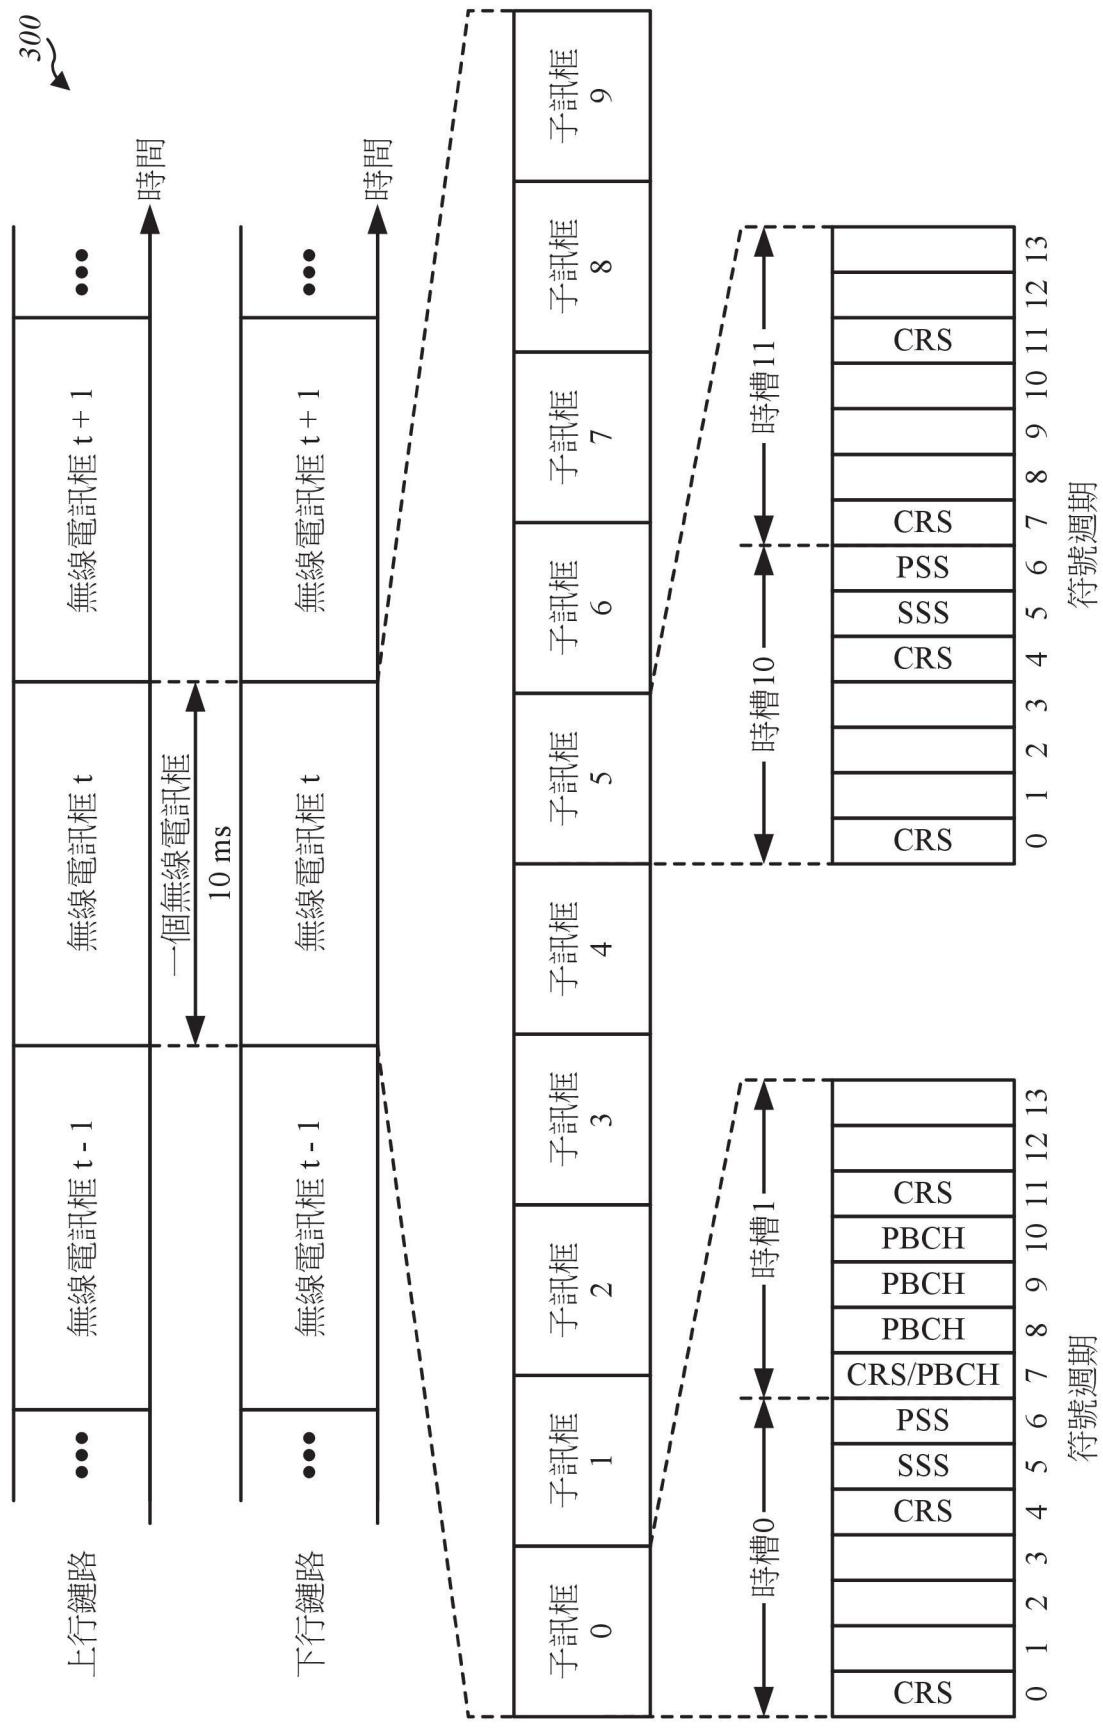 300
上行鏈路
無線電訊框 t - 1
無線電訊框 t
無線電訊框 t + 1
時間
一個無線電訊框
10 ms
下行鏈路
無線電訊框 t - 1
無線電訊框 t
無線電訊框 t + 1
時間
子訊框
0
子訊框
1
子訊框
2
子訊框
3
子訊框
4
子訊框
5
子訊框
6
子訊框
7
子訊框
8
子訊框
9
時槽0
時槽1
CRS
CRS
SSS
PSS
CRS/PBCH
PBCH
PBCH
PBCH
CRS
0 1 2 3 4 5 6 7 8 9 10 11 12 13
符號週期
時槽10
時槽11
CRS
CRS
SSS
PSS
CRS
CRS
0 1 2 3 4 5 6 7 8 9 10 11 12 13
符號週期